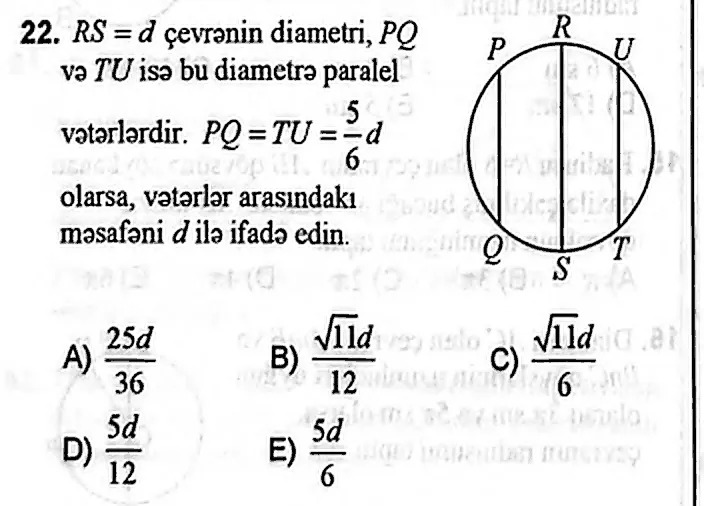 22. RS = d çevrənin diametri, PQ
və TU isə bu diametrə paralel
vətərlərdir. PQ = TU = 5/6 d
olarsa, vətərlər arasındakı
məsafəni d ilə ifadə edin.
P R U
Q S T
A) 25d/36 B) √11d/12 C) √11d/6
D) 5d/12 E) 5d/6